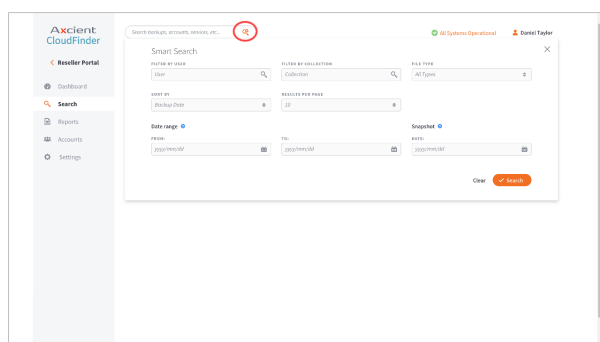 Axcient
CloudFinder
Search backups, accounts, services, etc...
All Systems Operational
Daniel Taylor
Reseller Portal
Dashboard
Search
Reports
Accounts
Settings
Smart Search
FILTER BY USER
FILTER BY COLLECTION
FILE TYPE
User
Collection
All Types
SORT BY
RESULTS PER PAGE
Backup Date
10
Date range
Snapshot
FROM:
TO:
DATE:
yyyy/mm/dd
yyyy/mm/dd
yyyy/mm/dd
Clear
Search